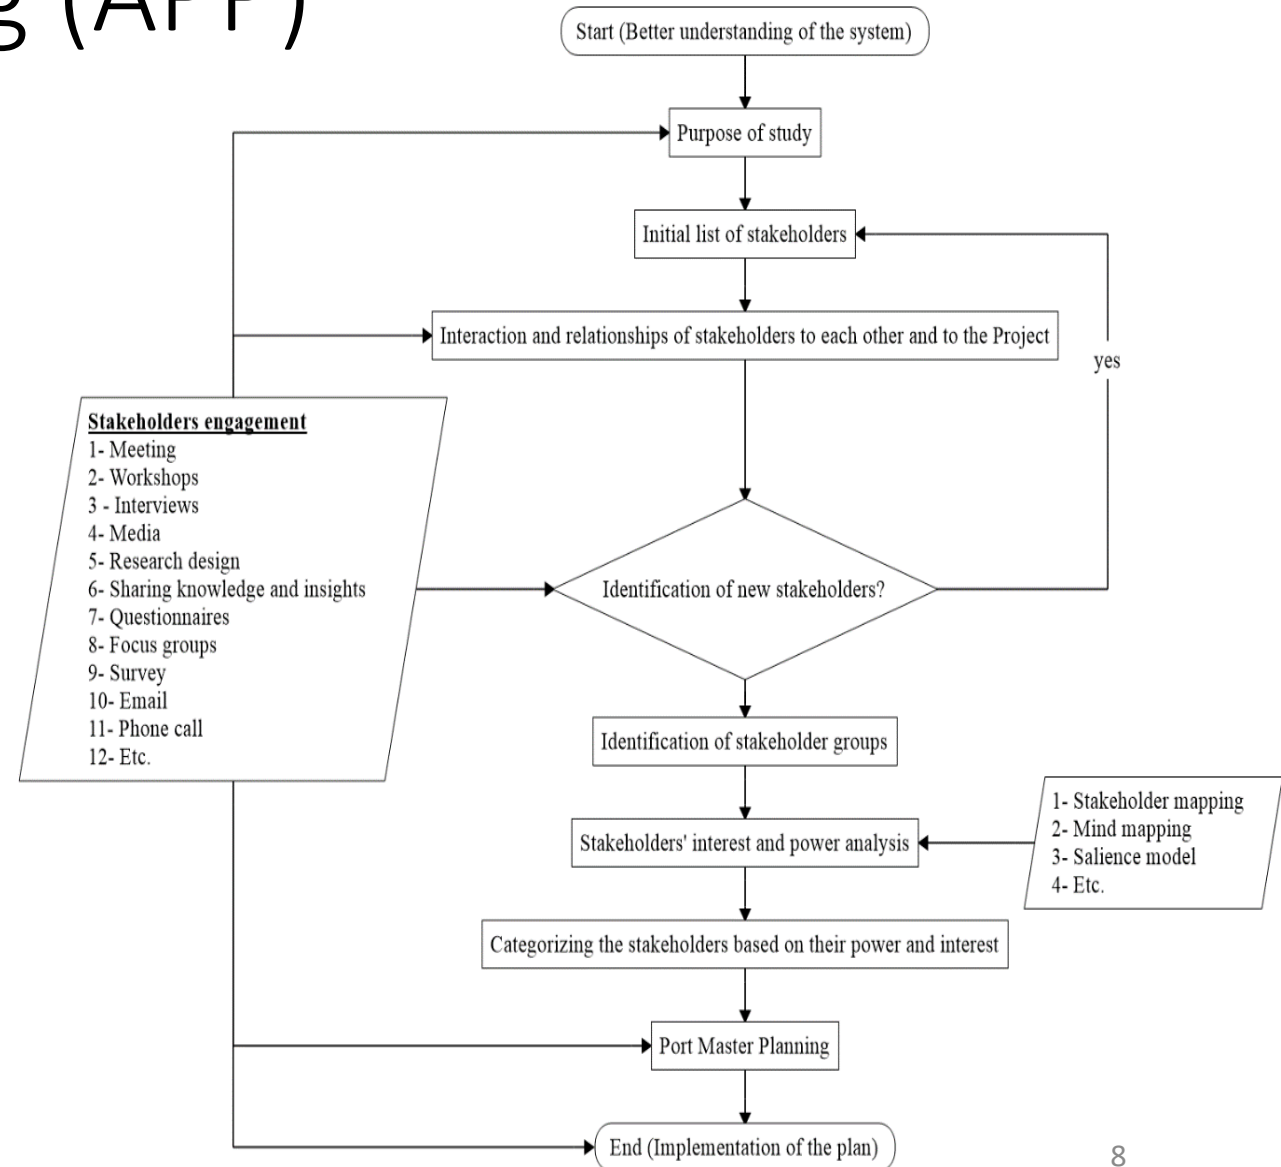 g (APP)
Start (Better understanding of the system)
Purpose of study
Initial list of stakeholders
Interaction and relationships of stakeholders to each other and to the Project
yes
Stakeholders engagement
1- Meeting
2- Workshops
3 - Interviews
4- Media
5- Research design
6- Sharing knowledge and insights
7- Questionnaires
8- Focus groups
9- Survey
10- Email
11- Phone call
12- Etc.
Identification of new stakeholders?
Identification of stakeholder groups
Stakeholders' interest and power analysis
1- Stakeholder mapping
2- Mind mapping
3- Salience model
4- Etc.
Categorizing the stakeholders based on their power and interest
Port Master Planning
End (Implementation of the plan)
8